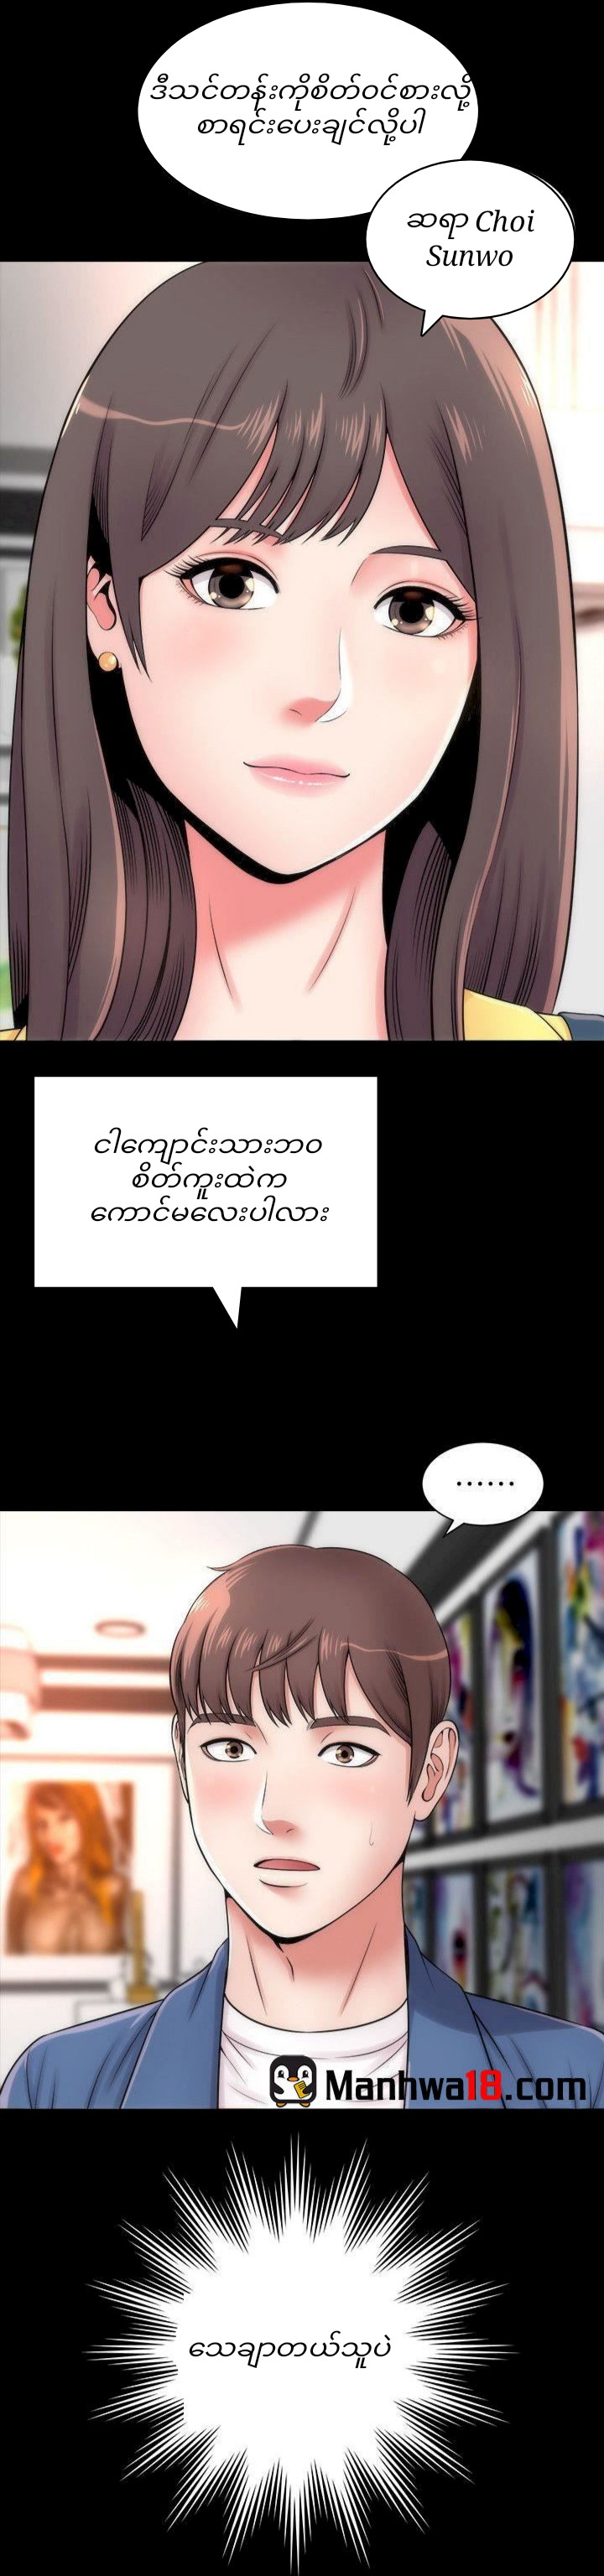 ဒီသင်တန်းကိုစိတ်ဝင်စားလို့
စာရင်းပေးချင်လို့ပါ
ဆရာ Choi
Sunwo
ငါကျောင်းသားဘဝ
စိတ်ကူးထဲက
ကောင်မလေးပါလား
......
Manhwa18.com
သေချာတယ်သူပဲ